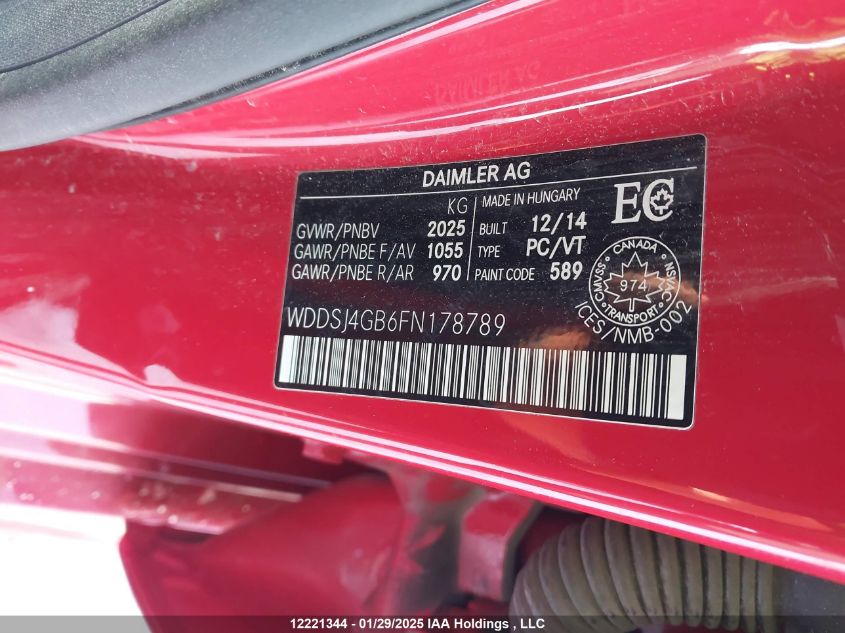 DAIMLER AG
KG MADE IN HUNGARY
GVWR/PNBV 2025 BUILT 12/14
GAWR/PNBE F/AV 1055 TYPE PC/VT
GAWR/PNBE R/AR 970 PAINT CODE 589
EC
CANADA
CMVSS 974 NSVAC
TRANSPORT
ICES/NMB-002
WDDSJ4GB6FN178789
12221344 - 01/29/2025 IAA Holdings , LLC